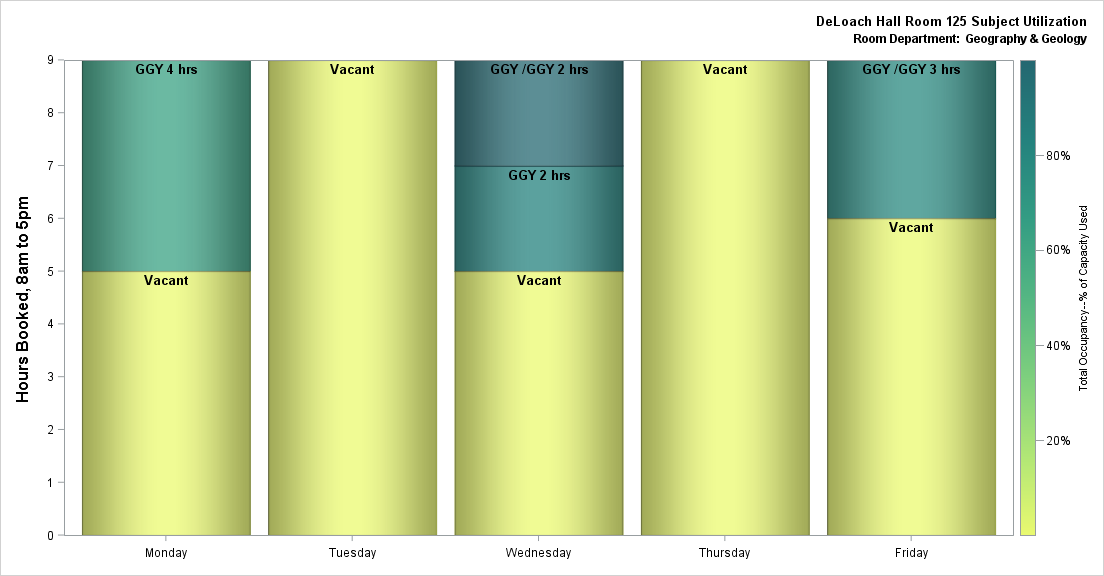 DeLoach Hall Room 125 Subject Utilization
Room Department: Geography & Geology
Hours Booked, 8am to 5pm
9
8
7
6
5
4
3
2
1
0
GGY 4 hrs
Vacant
Vacant
GGY /GGY 2 hrs
GGY 2 hrs
Vacant
Vacant
GGY /GGY 3 hrs
Vacant
Monday
Tuesday
Wednesday
Thursday
Friday
80%
60%
40%
20%
Total Occupancy--% of Capacity Used